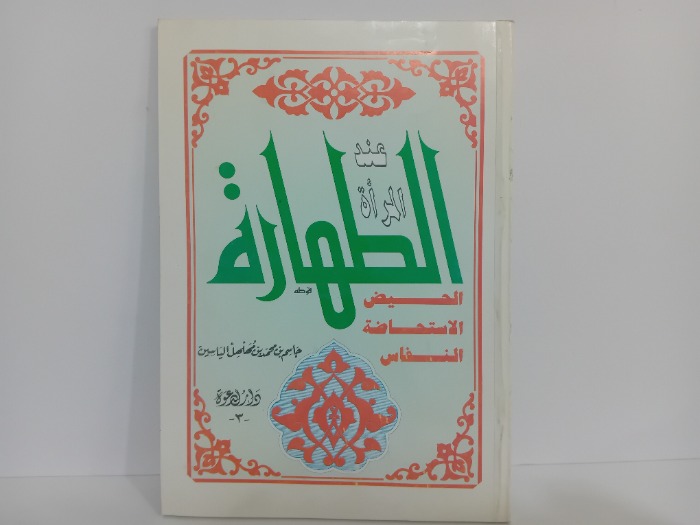 الطهارة
عند
المرأة
الحيض
الاستحاضة
النفاس
جاسم بن محمد بن مهلهل الياسين
دار الدعوة
-٣-